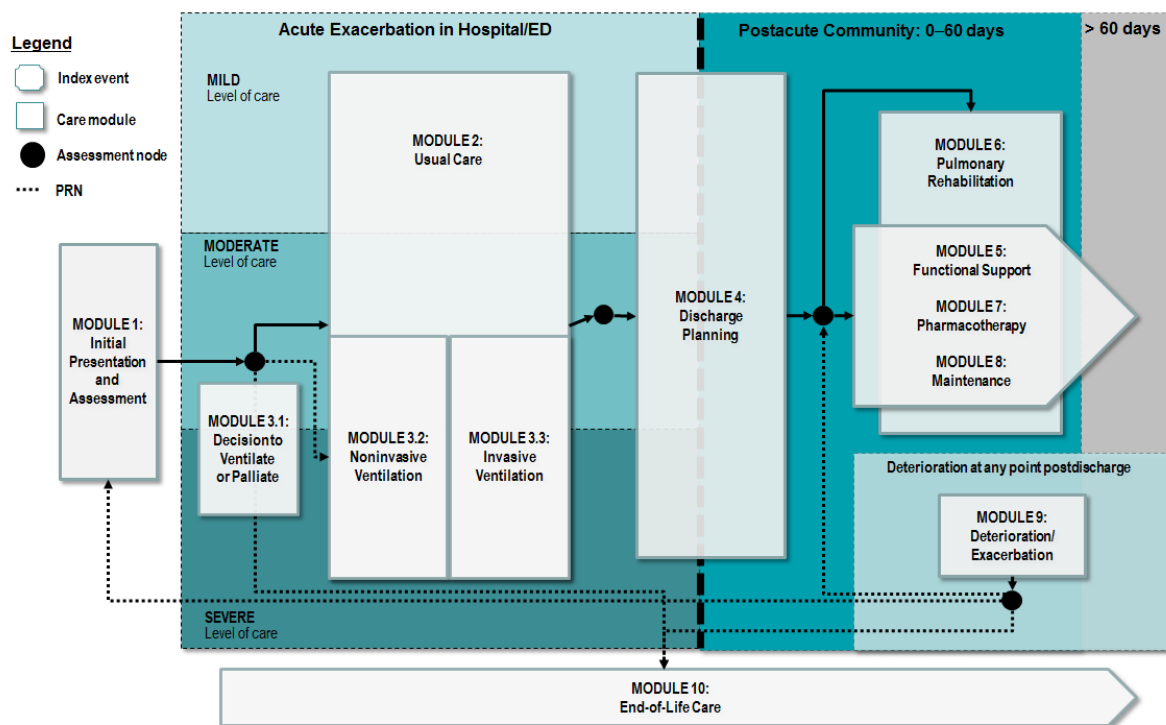 Legend
Index event
Care module
Assessment node
PRN
Acute Exacerbation in Hospital/ED
Postacute Community: 0–60 days
> 60 days
MILD
Level of care
MODULE 2:
Usual Care
MODULE 6:
Pulmonary
Rehabilitation
MODERATE
Level of care
MODULE 1:
Initial
Presentation
and
Assessment
MODULE 4:
Discharge
Planning
MODULE 5:
Functional Support
MODULE 7:
Pharmacotherapy
MODULE 8:
Maintenance
MODULE 3.1:
Decision to
Ventilate
or Palliate
MODULE 3.2:
Noninvasive
Ventilation
MODULE 3.3:
Invasive
Ventilation
Deterioration at any point postdischarge
MODULE 9:
Deterioration/
Exacerbation
SEVERE
Level of care
MODULE 10:
End-of-Life Care